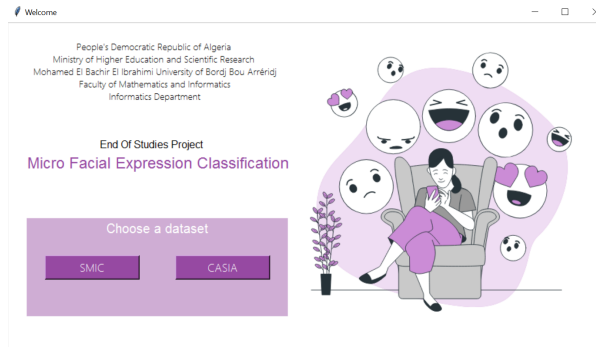 Welcome
People's Democratic Republic of Algeria
Ministry of Higher Education and Scientific Research
Mohamed El Bachir El Ibrahimi University of Bordj Bou Arréridj
Faculty of Mathematics and Informatics
Informatics Department
End Of Studies Project
Micro Facial Expression Classification
Choose a dataset
SMIC CASIA